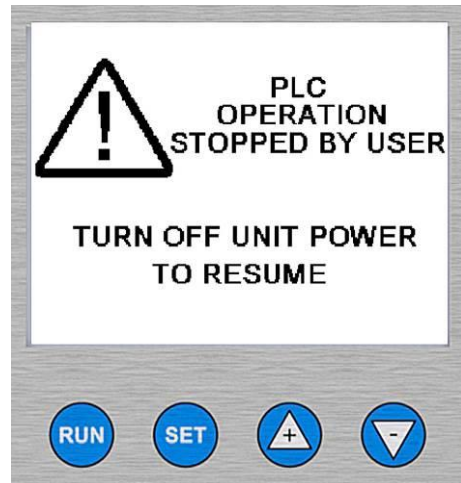 !
PLC
OPERATION
STOPPED BY USER
TURN OFF UNIT POWER
TO RESUME
RUN
SET
+
-